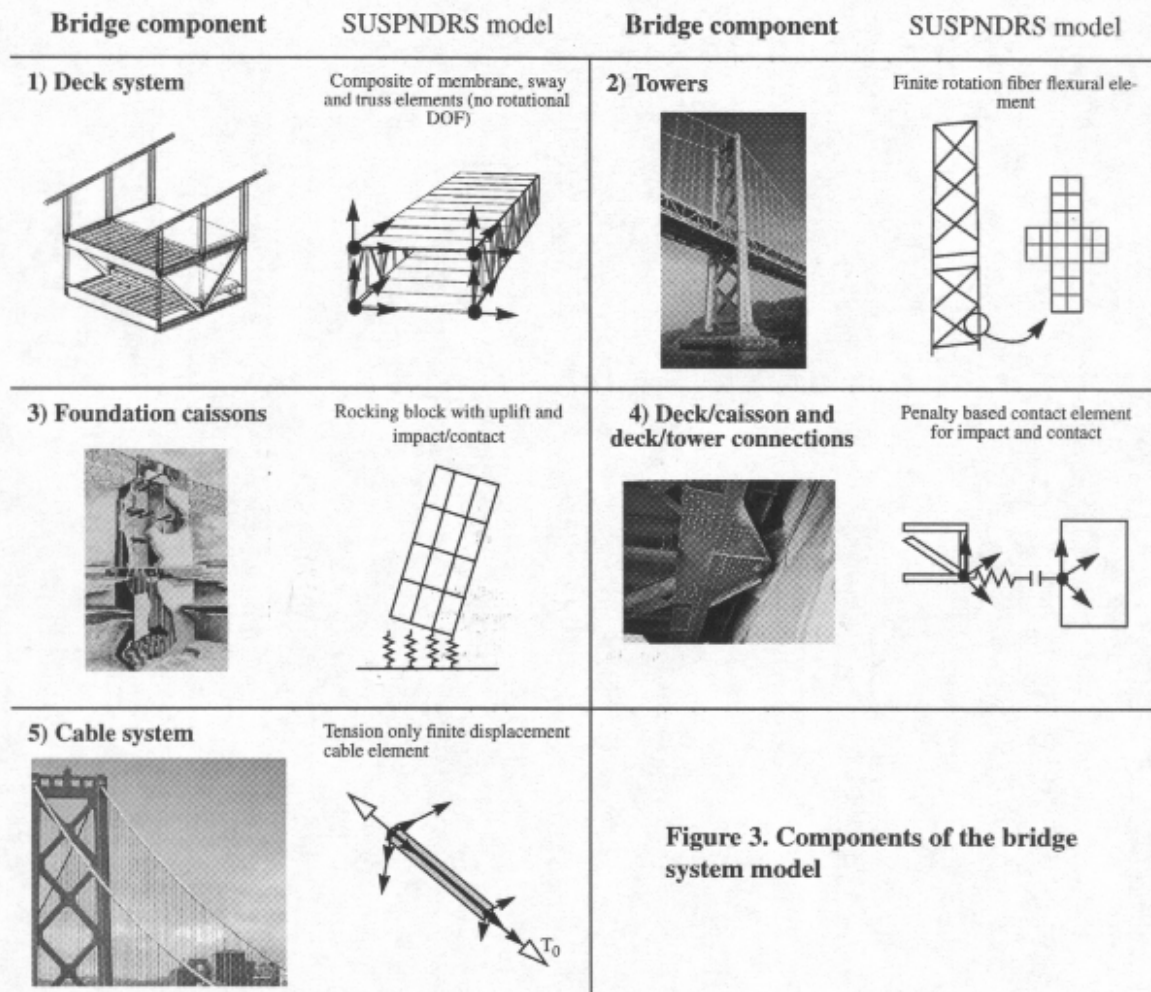 Bridge component
SUSPNDRS model
Bridge component
SUSPNDRS model
1) Deck system
Composite of membrane, sway
and truss elements (no rotational
DOF)
2) Towers
Finite rotation fiber flexural ele-
ment
3) Foundation caissons
Rocking block with uplift and
impact/contact
4) Deck/caisson and
deck/tower connections
Penalty based contact element
for impact and contact
5) Cable system
Tension only finite displacement
cable element
T0
Figure 3. Components of the bridge
system model